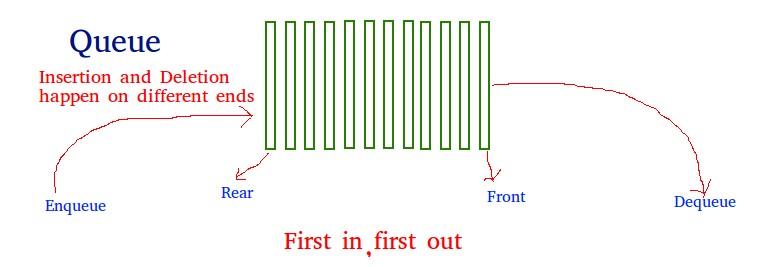 Queue
Insertion and Deletion
happen on different ends
Enqueue
Rear
Front
Dequeue
First in, first out